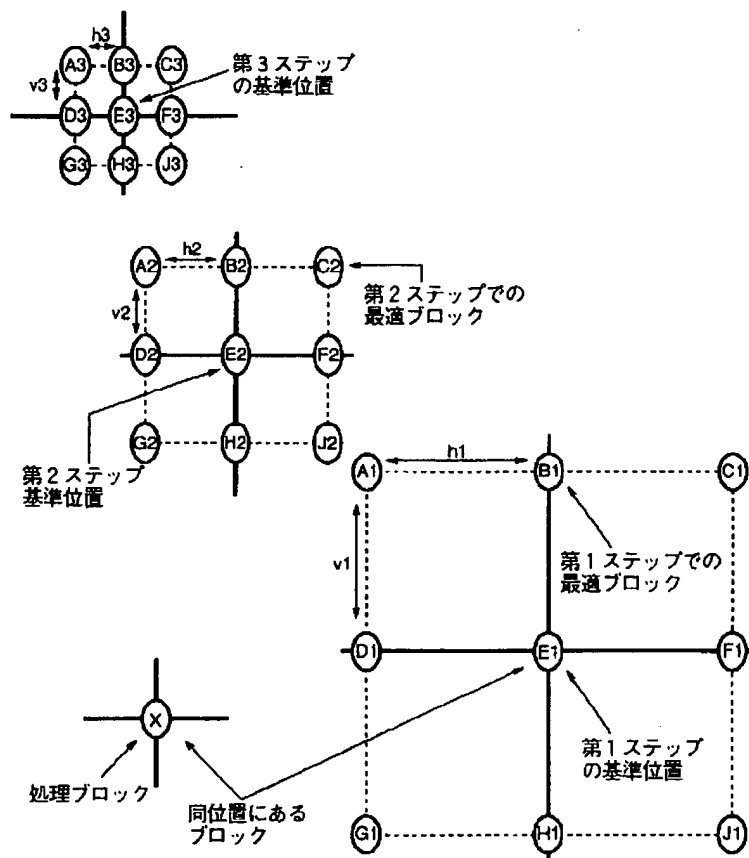 h3
A3 B3 C3
第3ステップ
の基準位置
v3
D3 E3 F3
G3 H3 J3
h2
A2 B2 C2
第2ステップでの
最適ブロック
v2
D2 E2 F2
G2 H2 J2
第2ステップ
基準位置
h1
A1 B1 C1
第1ステップでの
最適ブロック
v1
D1 E1 F1
X
第1ステップ
の基準位置
処理ブロック
同位置にある
ブロック
G1 H1 J1